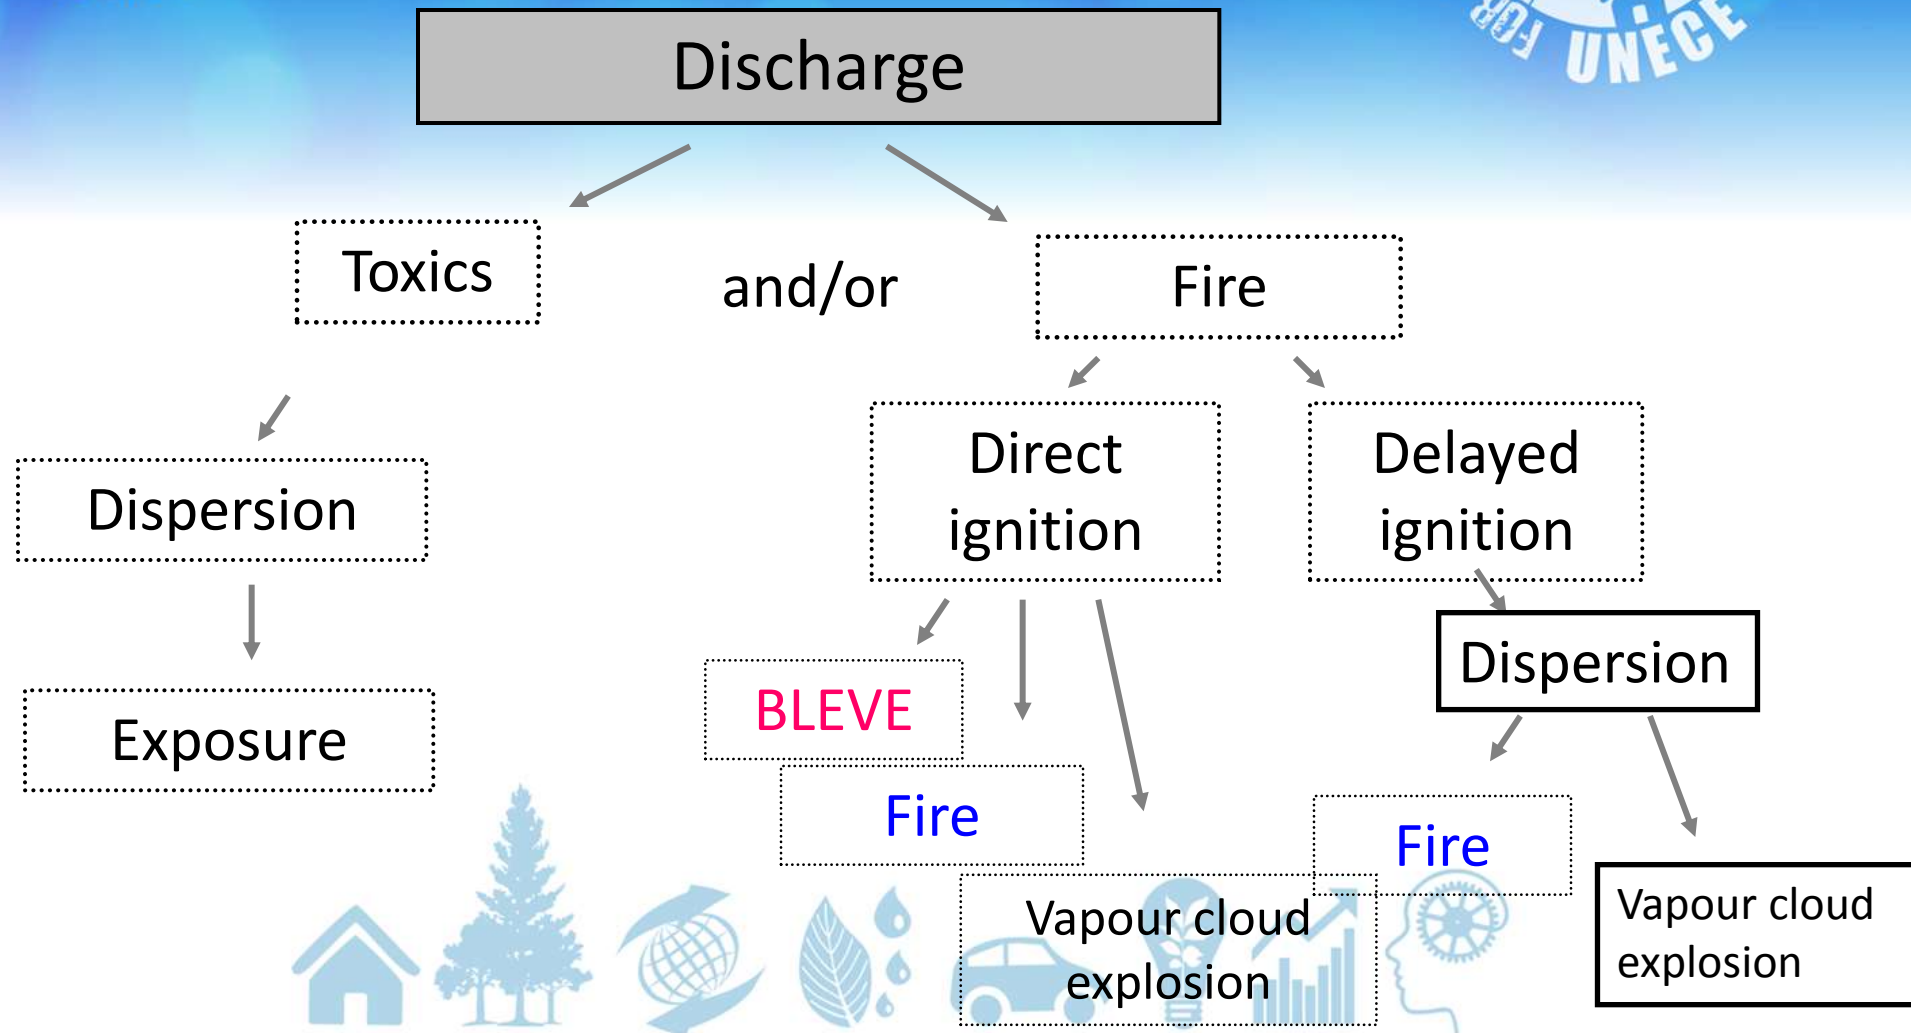 FOR
UNECE
Discharge
Toxics
and/or
Fire
Direct
ignition
Delayed
ignition
Dispersion
Dispersion
Exposure
BLEVE
Fire
Fire
Vapour cloud
explosion
Vapour cloud
explosion